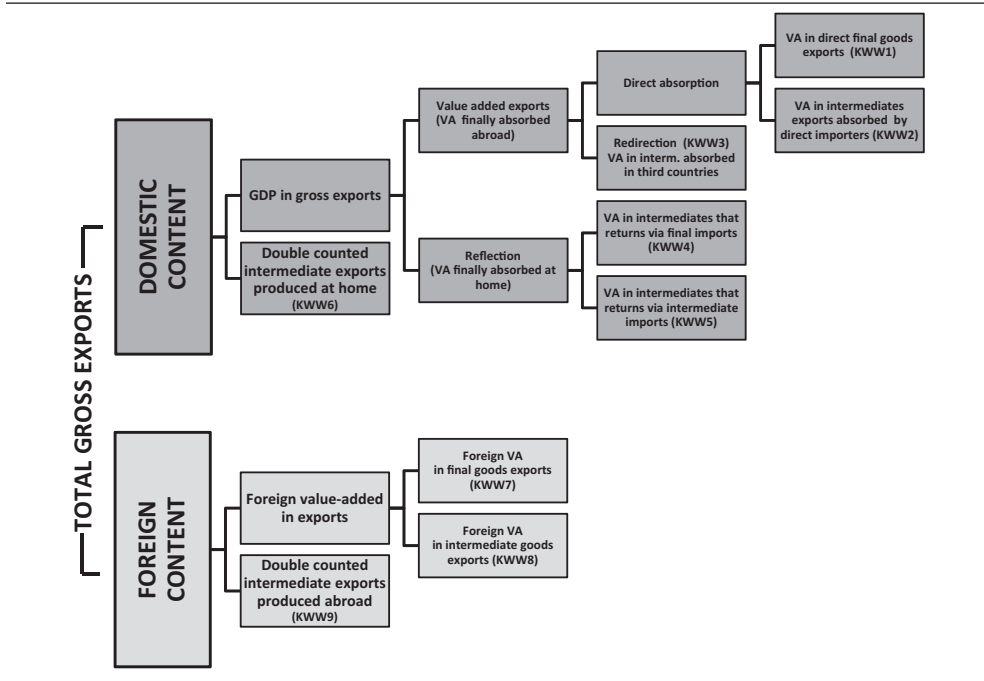 TOTAL GROSS EXPORTS
DOMESTIC
CONTENT
GDP in gross exports
Double counted
intermediate exports
produced at home
(KWW6)
Value added exports
(VA finally absorbed
abroad)
Direct absorption
VA in direct final goods
exports (KWW1)
VA in intermediates
exports absorbed by
direct importers (KWW2)
Redirection (KWW3)
VA in interm. absorbed
in third countries
Reflection
(VA finally absorbed at
home)
VA in intermediates that
returns via final imports
(KWW4)
VA in intermediates that
returns via intermediate
imports (KWW5)
FOREIGN
CONTENT
Foreign value-added
in exports
Double counted
intermediate exports
produced abroad
(KWW9)
Foreign VA
in final goods exports
(KWW7)
Foreign VA
in intermediate goods
exports (KWW8)